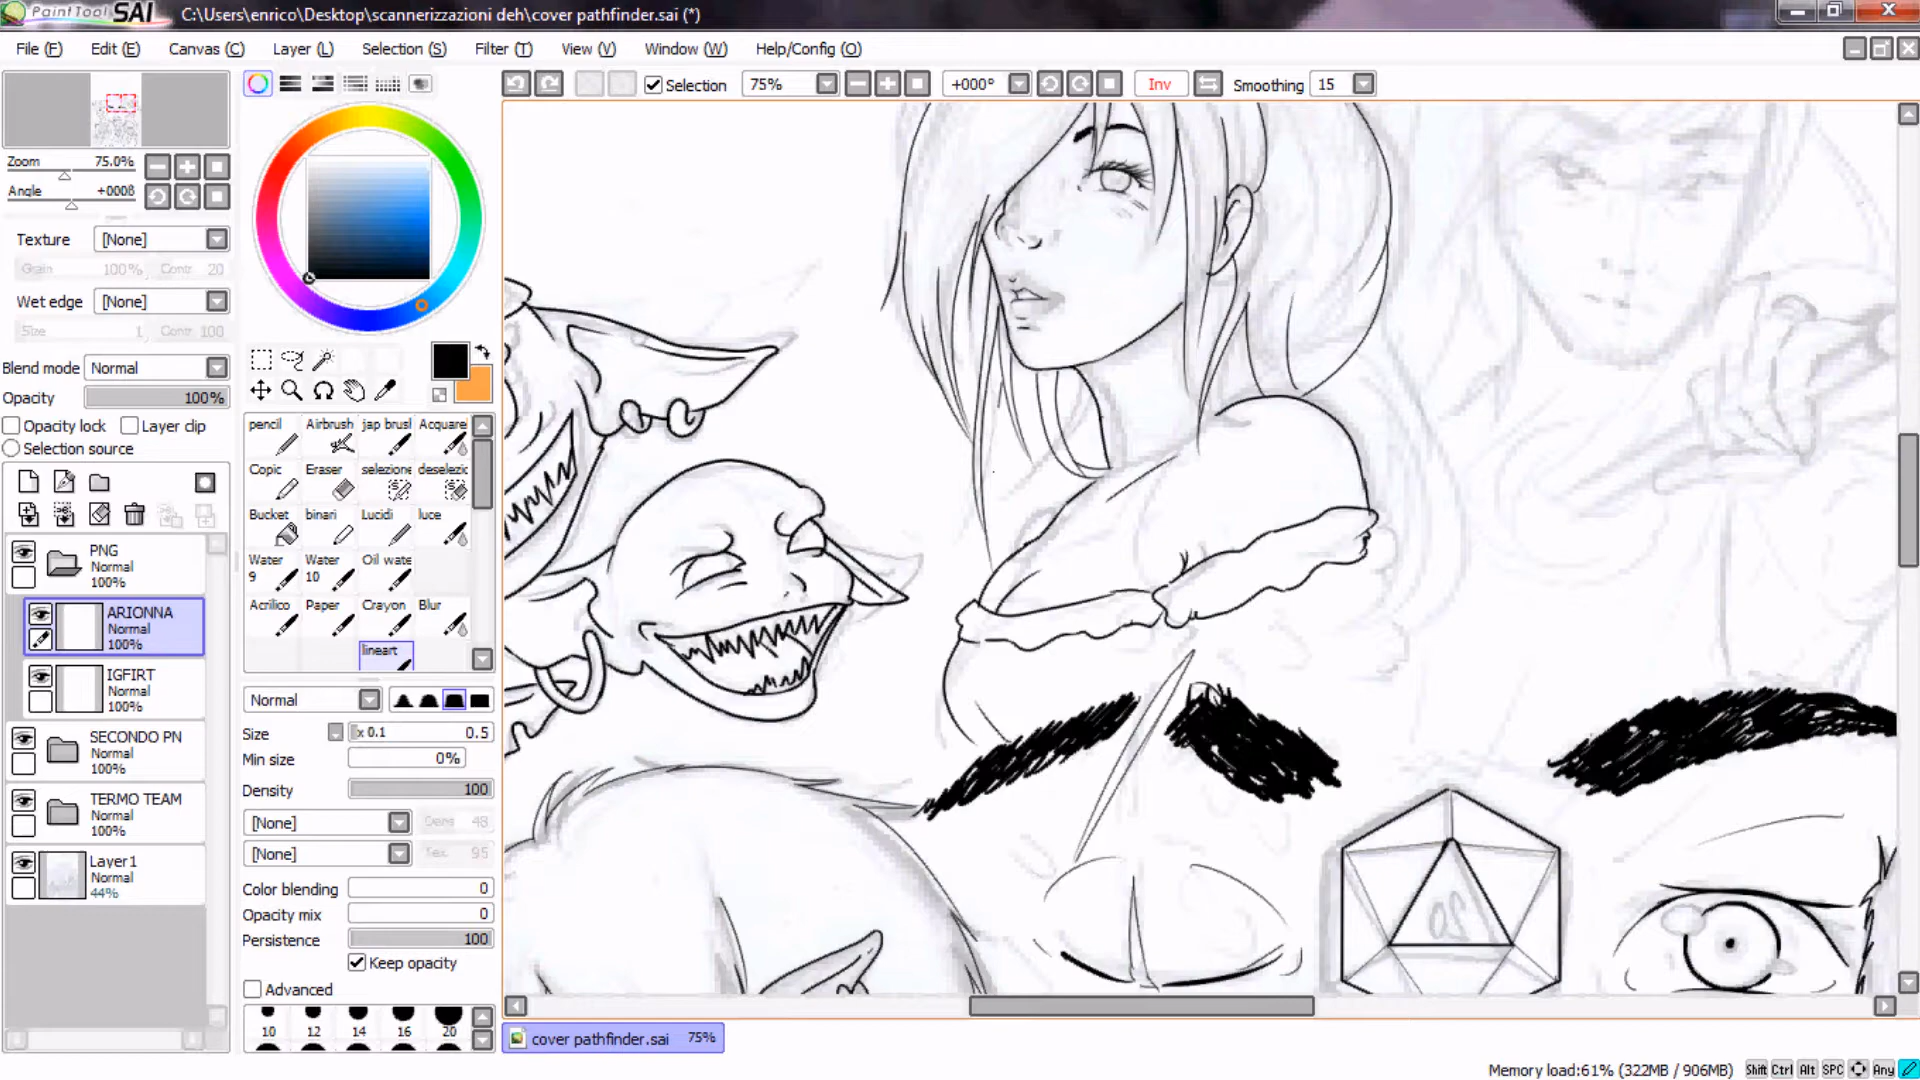 PaintTool SAI C:\Users\enrico\Desktop\scannerizzazioni deh\cover pathfinder.sai (*)
File (F) Edit (E) Canvas (C) Layer (L) Selection (S) Filter (T) View (V) Window (W) Help/Config (O)
Selection 75% +000° Inv Smoothing 15
Zoom 75.0%
Angle +000ß
Texture [None]
Grain 100% Contr. 20
Wet edge [None]
Size 1 Contr 100
Blend mode Normal
Opacity 100%
Opacity lock Layer clip
Selection source
PNG
Normal
100%
ARIONNA
Normal
100%
IGFIRT
Normal
100%
SECONDO PN
Normal
100%
TERMO TEAM
Normal
100%
Layer1
Normal
44%
pencil Airbrush jap brusl Acquare
Copic Eraser selezione deselezic
Bucket binari Lucidi luce
Water 9 Water 10 Oil wate
Acrilico Paper Crayon Blur
lineart
Normal
Size x 0.1 0.5
Min size 0%
Density 100
[None] Dens 48
[None] Tex. 95
Color blending 0
Opacity mix 0
Persistence 100
Keep opacity
Advanced
10 12 14 16 20
20
cover pathfinder.sai 75%
Memory load:61% (322MB / 906MB) Shift Ctrl Alt SPC Any